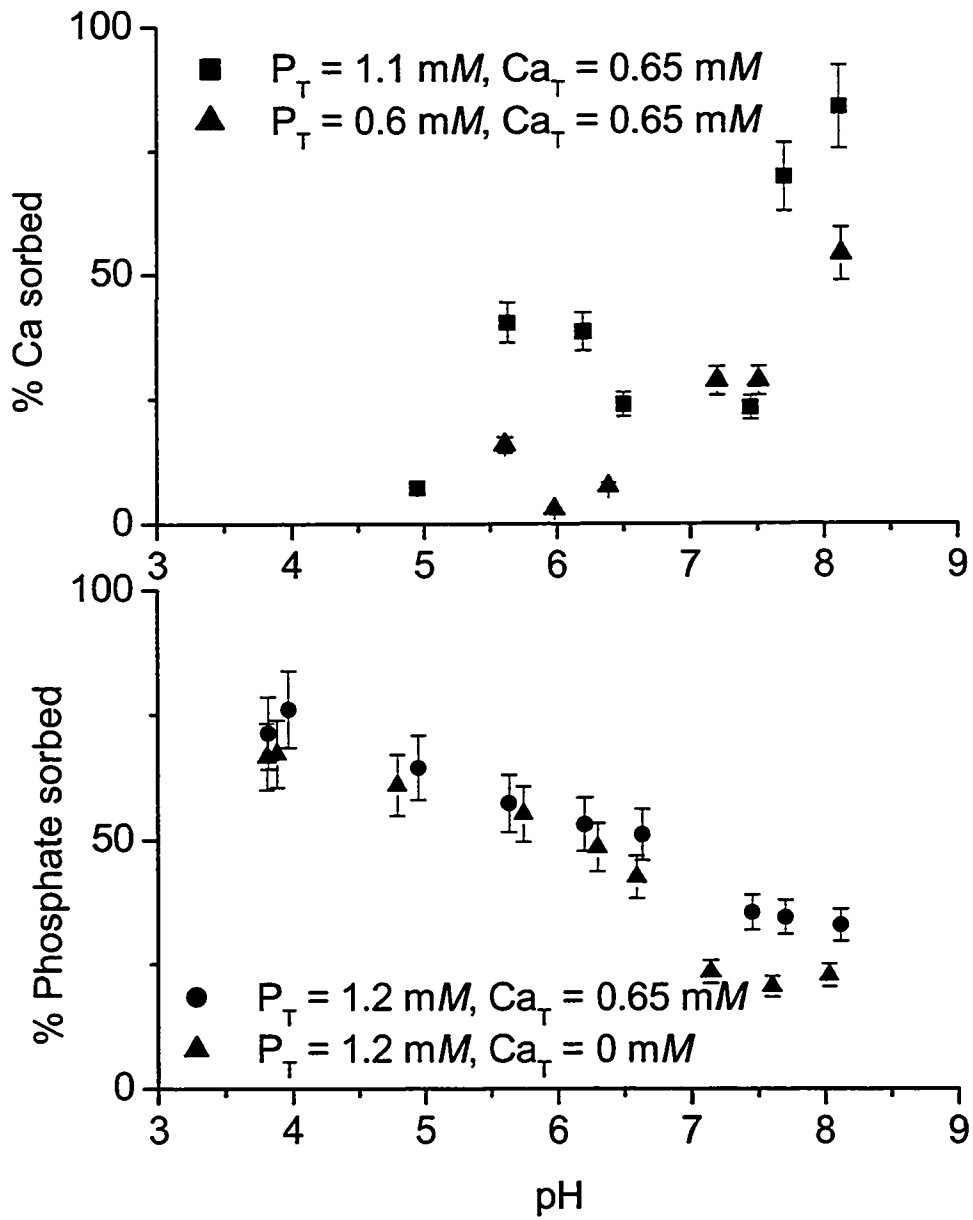 100
P_T = 1.1 mM, Ca_T = 0.65 mM
P_T = 0.6 mM, Ca_T = 0.65 mM
% Ca sorbed
50
0
3 4 5 6 7 8 9
100
% Phosphate sorbed
50
P_T = 1.2 mM, Ca_T = 0.65 mM
P_T = 1.2 mM, Ca_T = 0 mM
0
3 4 5 6 7 8 9
pH